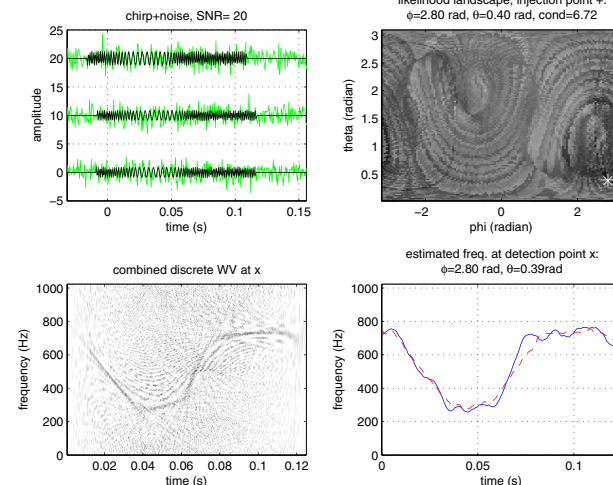 chirp+noise, SNR= 20
25
20
15
10
5
0
−5
amplitude
0
0.05
0.1
0.15
time (s)
likelihood landscape, injection point +:
ϕ=2.80 rad, θ=0.40 rad, cond=6.72
3
2.5
2
1.5
1
0.5
theta (radian)
−2
0
2
phi (radian)
combined discrete WV at x
1000
800
600
400
200
0
frequency (Hz)
0.02
0.04
0.06
0.08
0.1
0.12
time (s)
estimated freq. at detection point x:
ϕ=2.80 rad, θ=0.39rad
1000
800
600
400
200
0
frequency (Hz)
0
0.05
0.1
time (s)